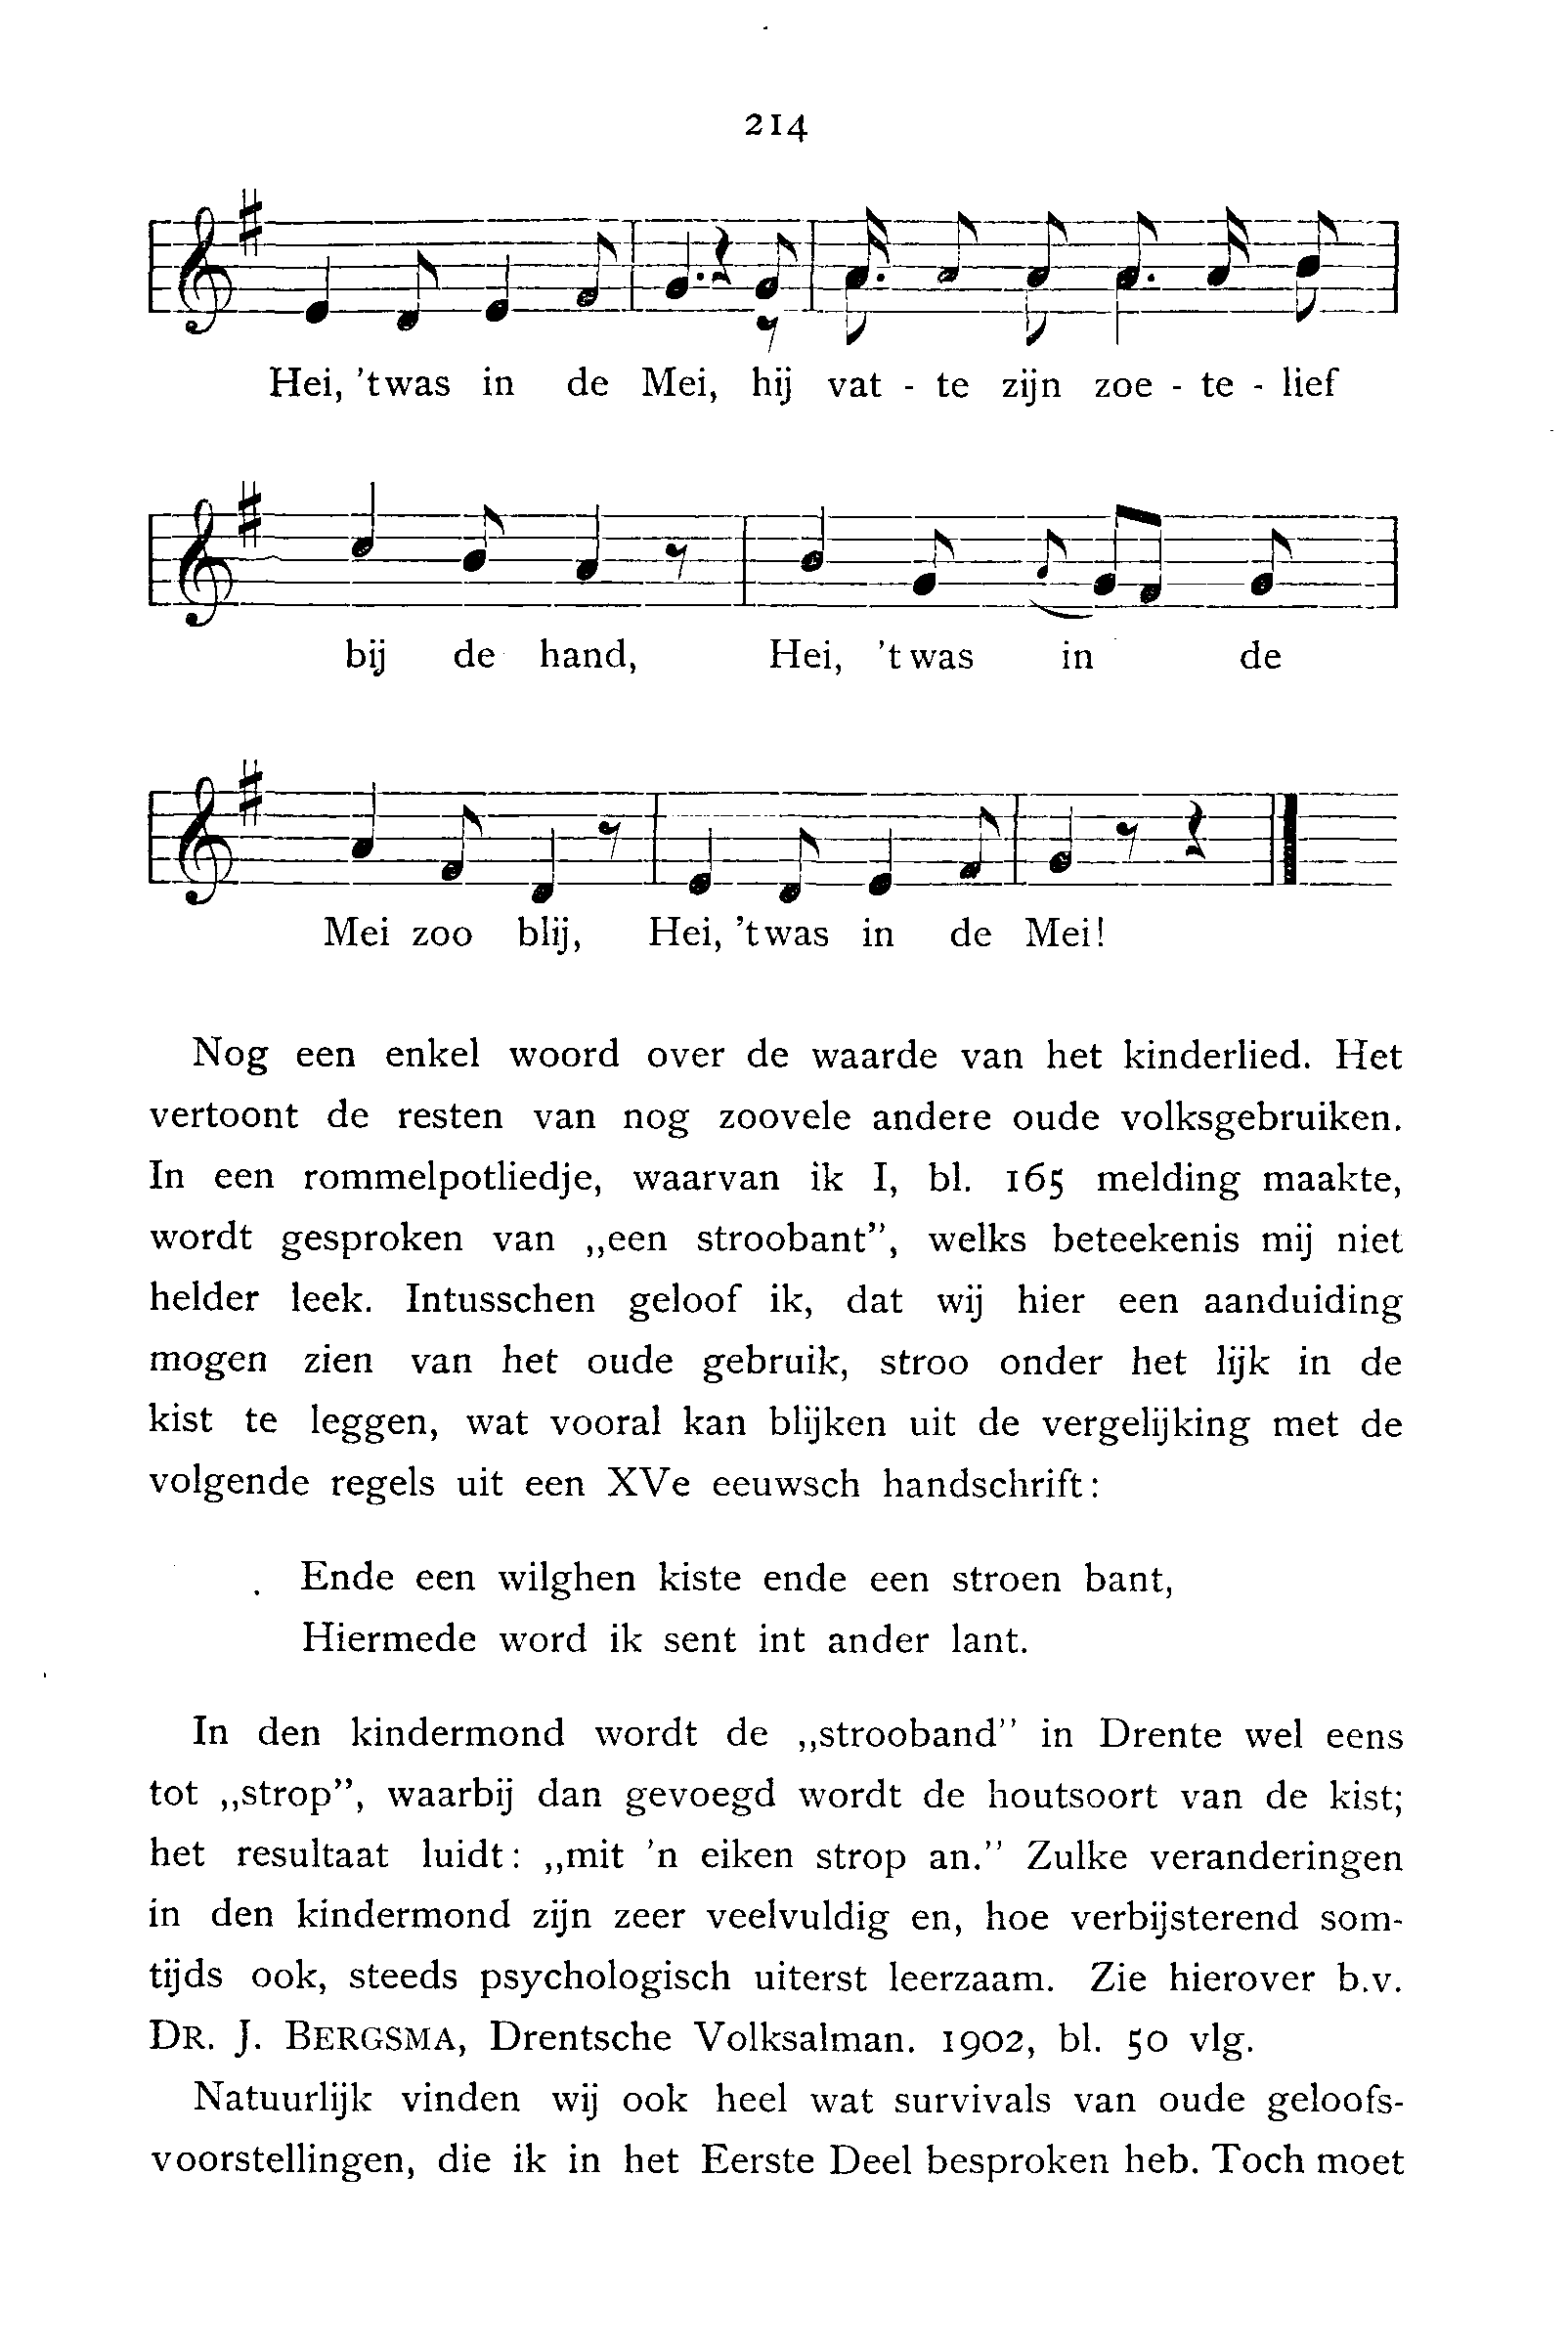 214
Hei, 'twas in de Mei, hij vat - te zijn zoe - te - lief
bij de hand, Hei, 'twas in de
Mei zoo blij, Hei, 'twas in de Mei!
Nog een enkel woord over de waarde van het kinderlied. Het
vertoont de resten van nog zoovele andere oude volksgebruiken.
In een rommelpotliedje, waarvan ik I, bl. 165 melding maakte,
wordt gesproken van „een stroobant”, welks beteekenis mij niet
helder leek. Intusschen geloof ik, dat wij hier een aanduiding
mogen zien van het oude gebruik, stroo onder het lijk in de
kist te leggen, wat vooral kan blijken uit de vergelijking met de
volgende regels uit een XVe eeuwsch handschrift:
Ende een wilghen kiste ende een stroen bant,
Hiermede word ik sent int ander lant.
In den kindermond wordt de „strooband” in Drente wel eens
tot „strop”, waarbij dan gevoegd wordt de houtsoort van de kist;
het resultaat luidt: „mit 'n eiken strop an.” Zulke veranderingen
in den kindermond zijn zeer veelvuldig en, hoe verbijsterend som-
tijds ook, steeds psychologisch uiterst leerzaam. Zie hierover b.v.
DR. J. BERGSMA, Drentsche Volksalman. 1902, bl. 50 vlg.
Natuurlijk vinden wij ook heel wat survivals van oude geloofs-
voorstellingen, die ik in het Eerste Deel besproken heb. Toch moet